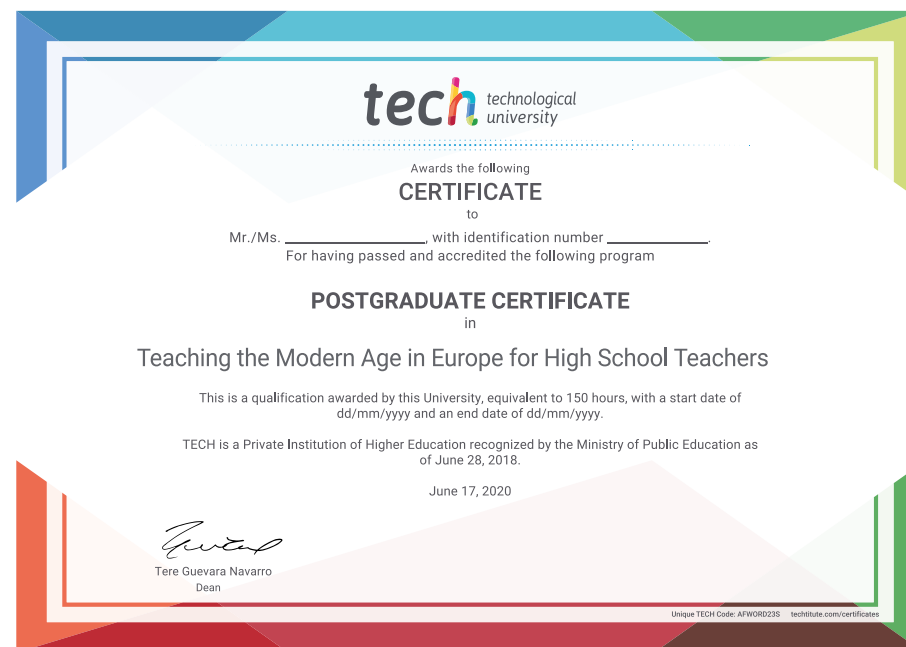 tech technological
university
Awards the following
CERTIFICATE
to
Mr./Ms. ____________________, with identification number ______________.
For having passed and accredited the following program
POSTGRADUATE CERTIFICATE
in
Teaching the Modern Age in Europe for High School Teachers
This is a qualification awarded by this University, equivalent to 150 hours, with a start date of
dd/mm/yyyy and an end date of dd/mm/yyyy.
TECH is a Private Institution of Higher Education recognized by the Ministry of Public Education as
of June 28, 2018.
June 17, 2020
Tere Guevara Navarro
Dean
Unique TECH Code: AFWORD23S techtitute.com/certificates